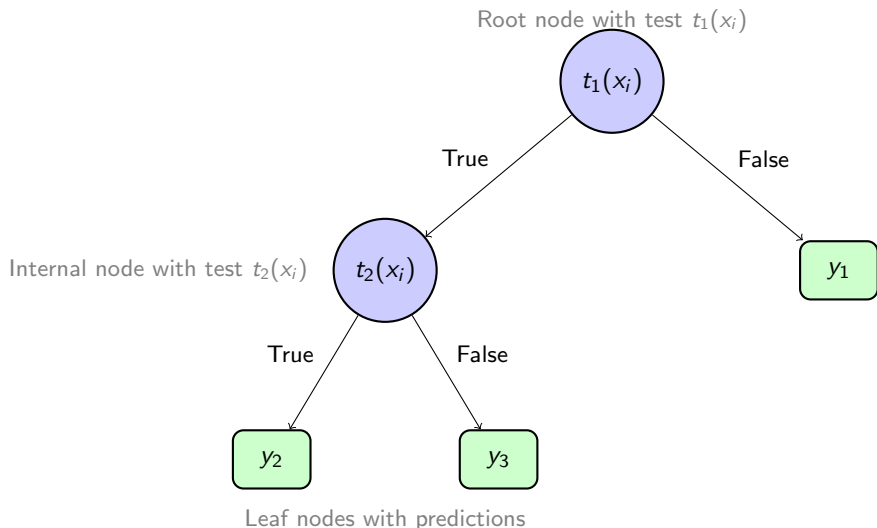 Root node with test t₁(xᵢ)
t₁(xᵢ)
True
False
Internal node with test t₂(xᵢ)
t₂(xᵢ)
y₁
True
False
y₂
y₃
Leaf nodes with predictions